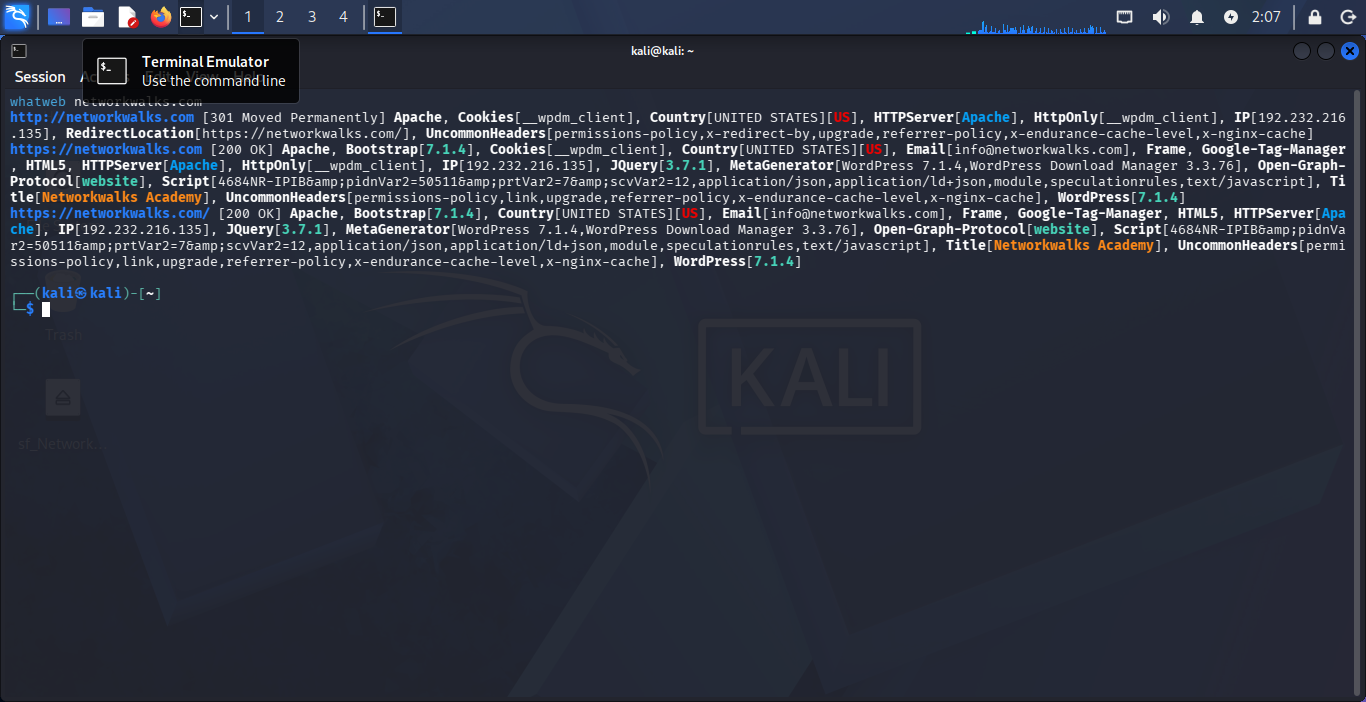 1 2 3 4 2:07
kali@kali: ~
Session
Terminal Emulator
Use the command line
whatweb networkwalks.com
http://networkwalks.com [301 Moved Permanently] Apache, Cookies[__wpdm_client], Country[UNITED STATES][US], HTTPServer[Apache], HttpOnly[__wpdm_client], IP[192.232.216
.135], RedirectLocation[https://networkwalks.com/], UncommonHeaders[permissions-policy,x-redirect-by,upgrade,referrer-policy,x-endurance-cache-level,x-nginx-cache]
https://networkwalks.com [200 OK] Apache, Bootstrap[7.1.4], Cookies[__wpdm_client], Country[UNITED STATES][US], Email[info@networkwalks.com], Frame, Google-Tag-Manager
, HTML5, HTTPServer[Apache], HttpOnly[__wpdm_client], IP[192.232.216.135], JQuery[3.7.1], MetaGenerator[WordPress 7.1.4,WordPress Download Manager 3.3.76], Open-Graph-
Protocol[website], Script[4684NR-IPIB&amp;pidnVar2=50511&amp;prtVar2=7&amp;scvVar2=12,application/json,application/ld+json,module,speculationrules,text/javascript], Ti
tle[Networkwalks Academy], UncommonHeaders[permissions-policy,link,upgrade,referrer-policy,x-endurance-cache-level,x-nginx-cache], WordPress[7.1.4]
https://networkwalks.com/ [200 OK] Apache, Bootstrap[7.1.4], Country[UNITED STATES][US], Email[info@networkwalks.com], Frame, Google-Tag-Manager, HTML5, HTTPServer[Apa
che], IP[192.232.216.135], JQuery[3.7.1], MetaGenerator[WordPress 7.1.4,WordPress Download Manager 3.3.76], Open-Graph-Protocol[website], Script[4684NR-IPIB&amp;pidnVa
r2=50511&amp;prtVar2=7&amp;scvVar2=12,application/json,application/ld+json,module,speculationrules,text/javascript], Title[Networkwalks Academy], UncommonHeaders[permi
ssions-policy,link,upgrade,referrer-policy,x-endurance-cache-level,x-nginx-cache], WordPress[7.1.4]
┌──(kali㉿kali)-[~]
└─$
Trash
KALI
sf_Network